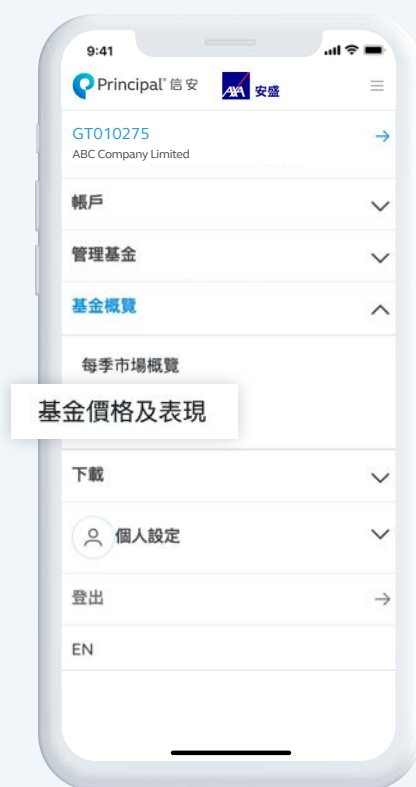 9:41
Principal® 信安 AXA 安盛
GT010275
ABC Company Limited
帳戶
管理基金
基金概覽
每季市場概覽
基金價格及表現
下載
個人設定
登出
EN